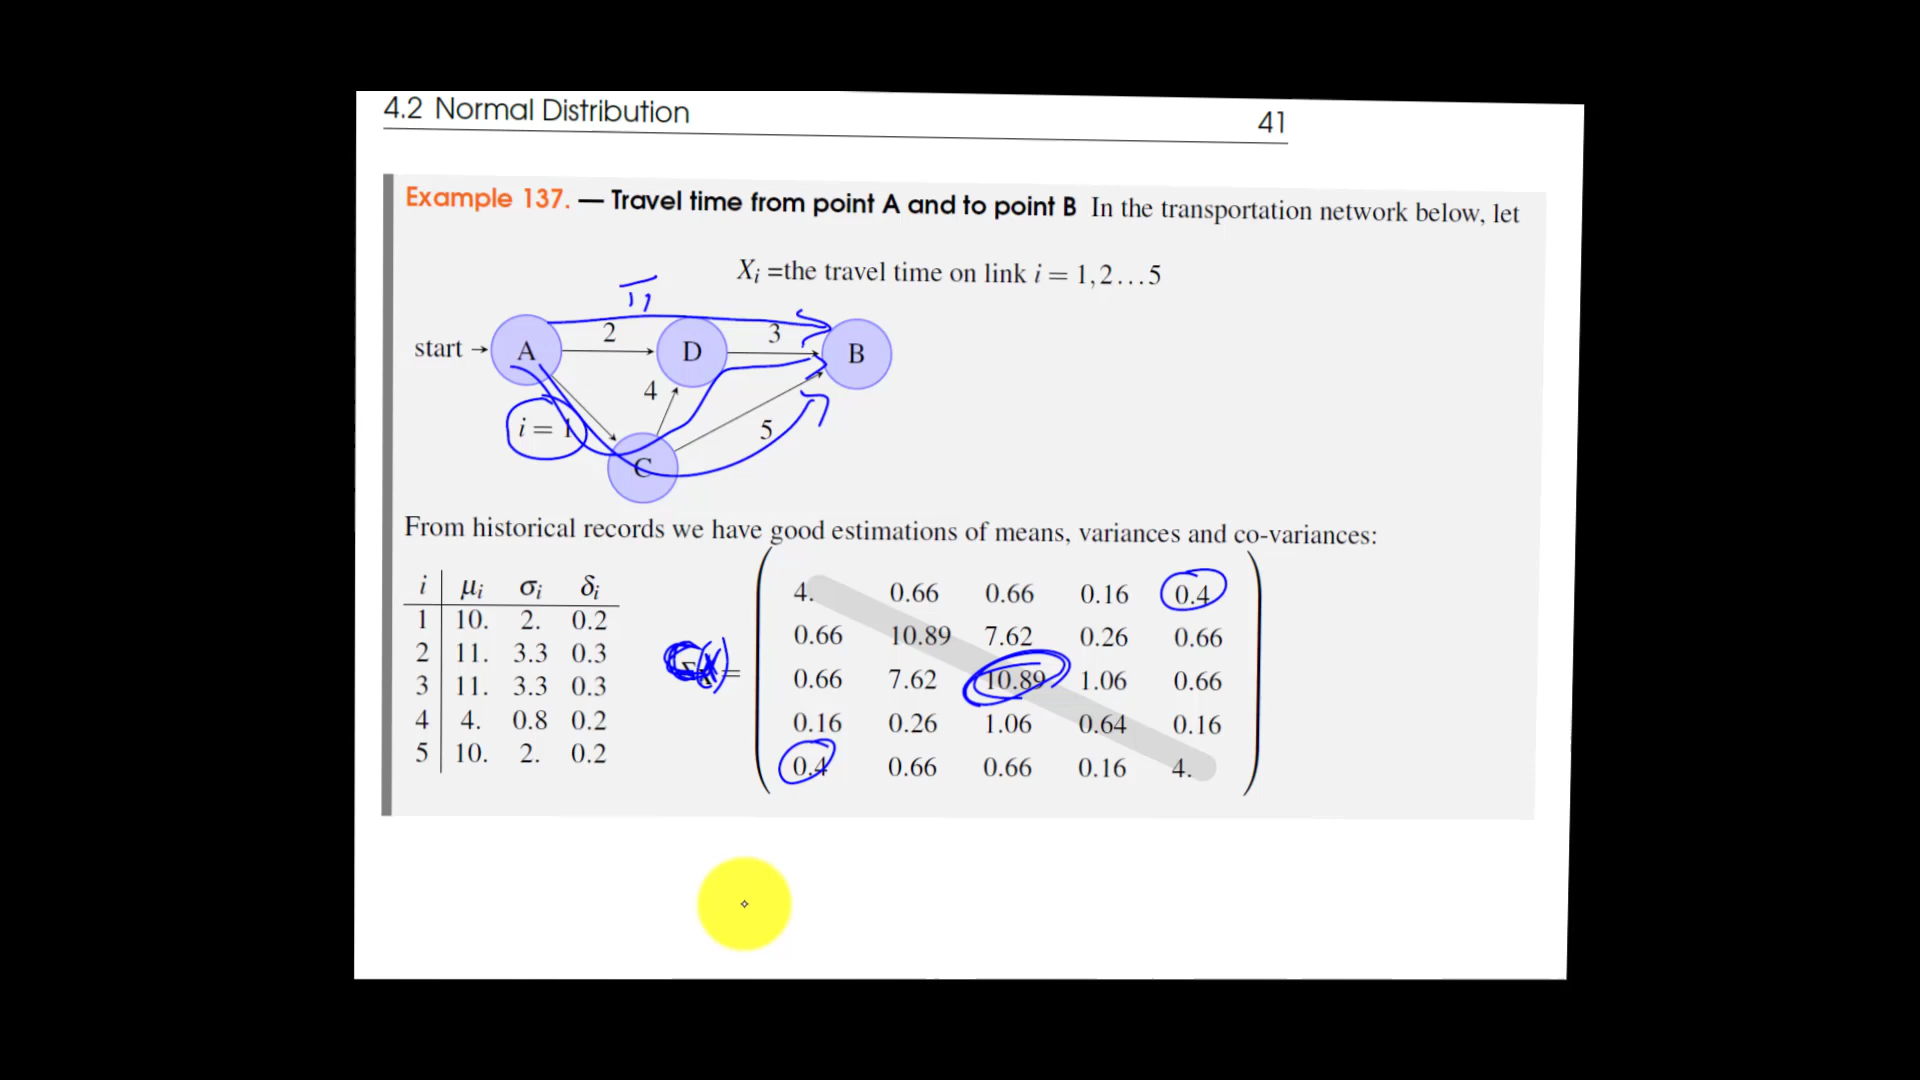 4.2 Normal Distribution 41
Example 137. — Travel time from point A and to point B In the transportation network below, let
Xᵢ =the travel time on link i = 1,2...5
T₁
start → A 2 D 3 B
4
i = 1 5
C
From historical records we have good estimations of means, variances and co-variances:
i μᵢ σᵢ δᵢ
1 10. 2. 0.2
2 11. 3.3 0.3
3 11. 3.3 0.3
4 4. 0.8 0.2
5 10. 2. 0.2
(X) =
4. 0.66 0.66 0.16 0.4
0.66 10.89 7.62 0.26 0.66
0.66 7.62 10.89 1.06 0.66
0.16 0.26 1.06 0.64 0.16
0.4 0.66 0.66 0.16 4.